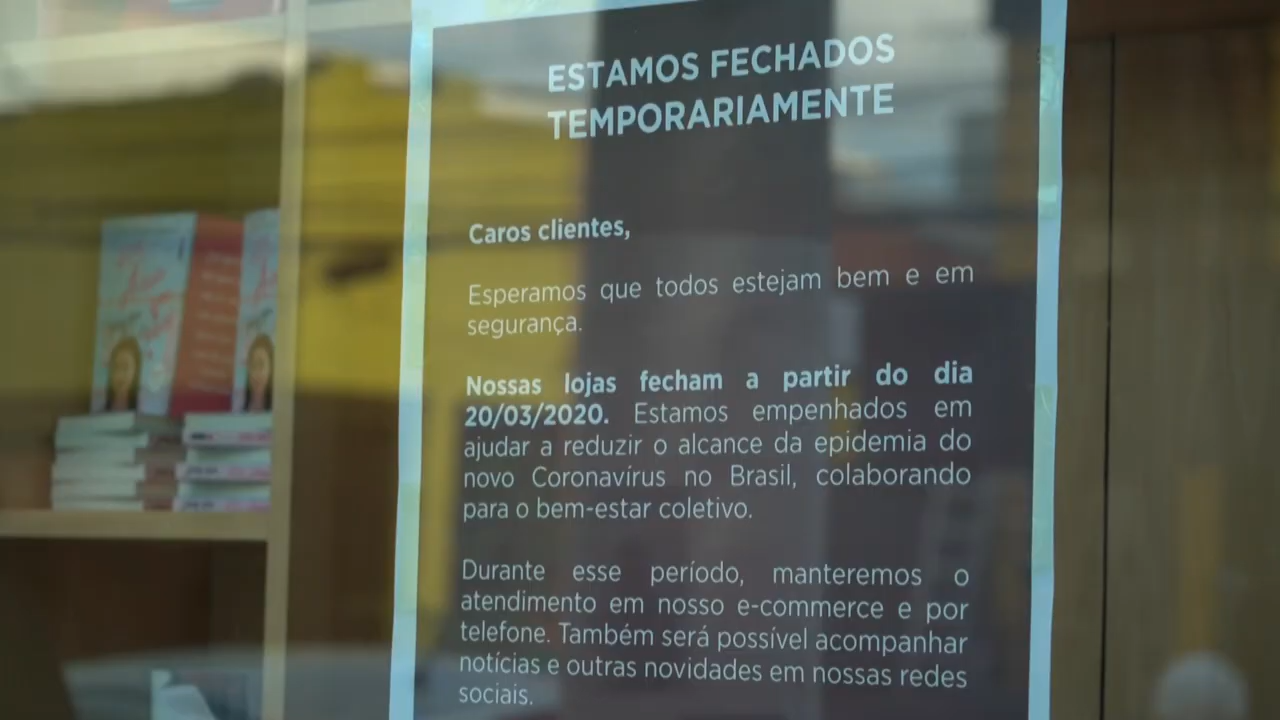 ESTAMOS FECHADOS
TEMPORARIAMENTE
Caros clientes,
Esperamos que todos estejam bem e em
segurança.
Nossas lojas fecham a partir do dia
20/03/2020. Estamos empenhados em
ajudar a reduzir o alcance da epidemia do
novo Coronavírus no Brasil, colaborando
para o bem-estar coletivo.
Durante esse período, manteremos o
atendimento em nosso e-commerce e por
telefone. Também será possível acompanhar
notícias e outras novidades em nossas redes
sociais.